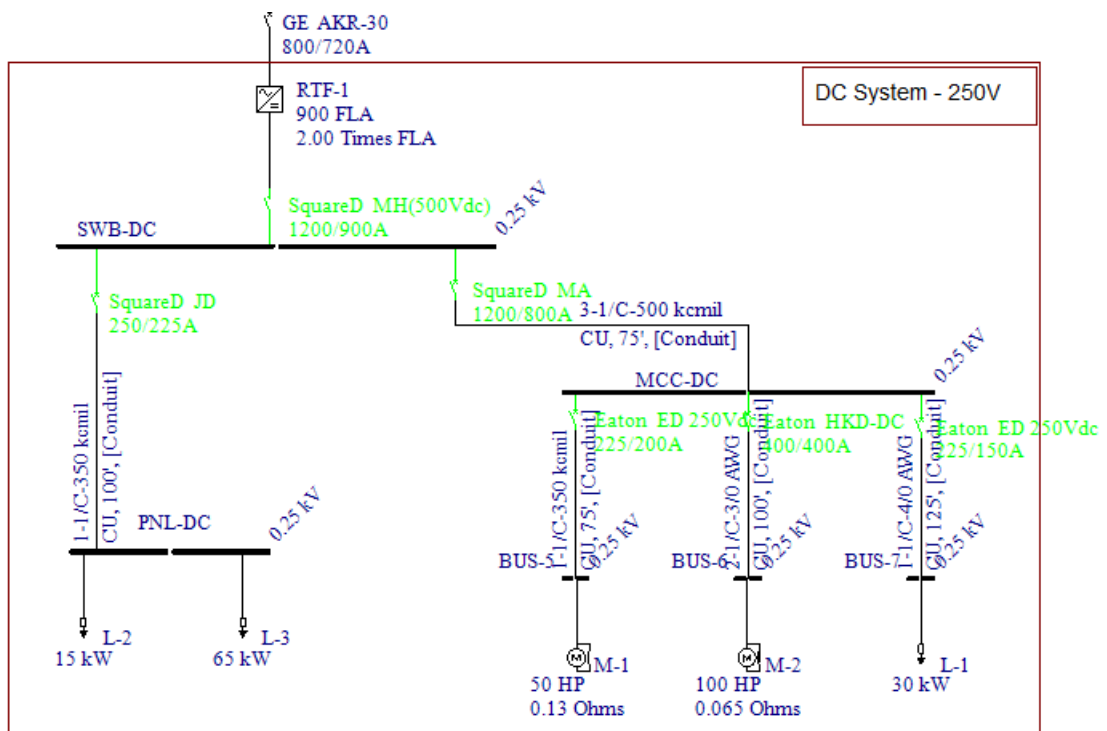 GE AKR-30
800/720A
DC System - 250V
RTF-1
900 FLA
2.00 Times FLA
SquareD MH(500Vdc)
1200/900A
0.25 kV
SWB-DC
SquareD JD
250/225A
SquareD MA
1200/800A
3-1/C-500 kcmil
CU, 75', [Conduit]
MCC-DC
0.25 kV
1-1/C-350 kcmil
CU, 100', [Conduit]
PNL-DC
0.25 kV
L-2
15 kW
L-3
65 kW
Eaton ED 250Vdc
225/200A
1-1/C-350 kcmil
CU, 75', [Conduit]
Eaton HKD-DC
400/400A
2-1/C-3/0 AWG
CU, 100', [Conduit]
Eaton ED 250Vdc
225/150A
1-1/C-4/0 AWG
CU, 125', [Conduit]
BUS-5
0.25 kV
BUS-6
0.25 kV
BUS-7
0.25 kV
M
M-1
50 HP
0.13 Ohms
M
M-2
100 HP
0.065 Ohms
L-1
30 kW